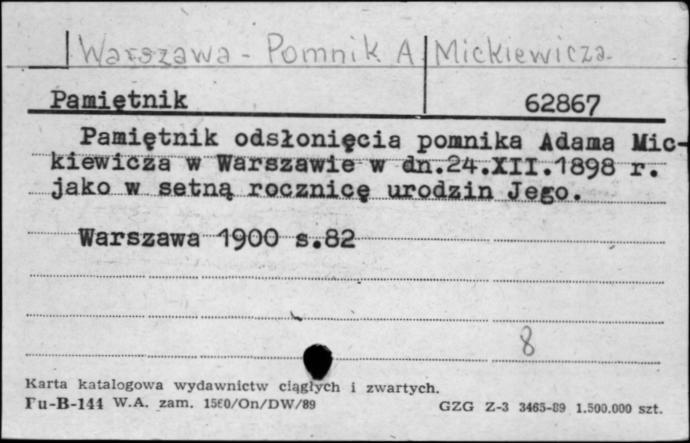 Warszawa - Pomnik A. Mickiewicza.
Pamiętnik 62867
Pamiętnik odsłonięcia pomnika Adama Mic-
kiewicza w Warszawie w dn.24.XII.1898 r.
jako w setną rocznicę urodzin Jego.
Warszawa 1900 s.82
8
Karta katalogowa wydawnictw ciągłych i zwartych.
Pu-B-144 W.A. zam. 1560/On/DW/89 GZG Z-3 3465-89 1.500.000 szt.